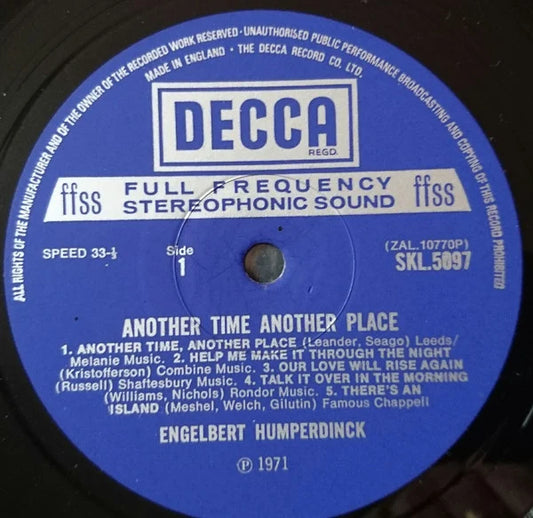 ALL RIGHTS OF THE MANUFACTURER AND OF THE OWNER OF THE RECORDED WORK RESERVED · UNAUTHORISED PUBLIC PERFORMANCE BROADCASTING AND COPYING OF THIS RECORD PROHIBITED
MADE IN ENGLAND · THE DECCA RECORD CO. LTD.
DECCA
REGD.
ffss FULL FREQUENCY STEREOPHONIC SOUND ffss
SPEED 33-⅓
Side
1
(ZAL.10770P)
SKL.5097
ANOTHER TIME ANOTHER PLACE
1. ANOTHER TIME, ANOTHER PLACE (Leander, Seago) Leeds/
Melanie Music. 2. HELP ME MAKE IT THROUGH THE NIGHT
(Kristofferson) Combine Music. 3. OUR LOVE WILL RISE AGAIN
(Russell) Shaftesbury Music. 4. TALK IT OVER IN THE MORNING
(Williams, Nichols) Rondor Music. 5. THERE'S AN
ISLAND (Meshel, Welch, Gilutin) Famous Chappell
ENGELBERT HUMPERDINCK
℗ 1971